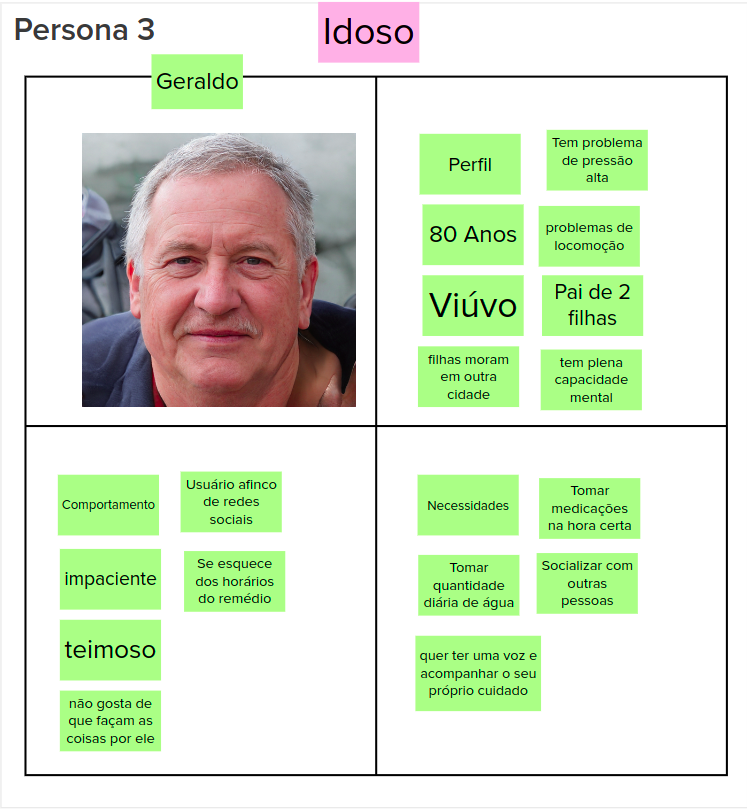 Persona 3
Idoso
Geraldo
Perfil
Tem problema
de pressão
alta
80 Anos
problemas de
locomoção
Viúvo
Pai de 2
filhas
filhas moram
em outra
cidade
tem plena
capacidade
mental
Comportamento
Usuário afinco
de redes
sociais
impaciente
Se esquece
dos horários
do remédio
teimoso
não gosta de
que façam as
coisas por ele
Necessidades
Tomar
medicações
na hora certa
Tomar
quantidade
diária de água
Socializar com
outras
pessoas
quer ter uma voz e
acompanhar o seu
próprio cuidado